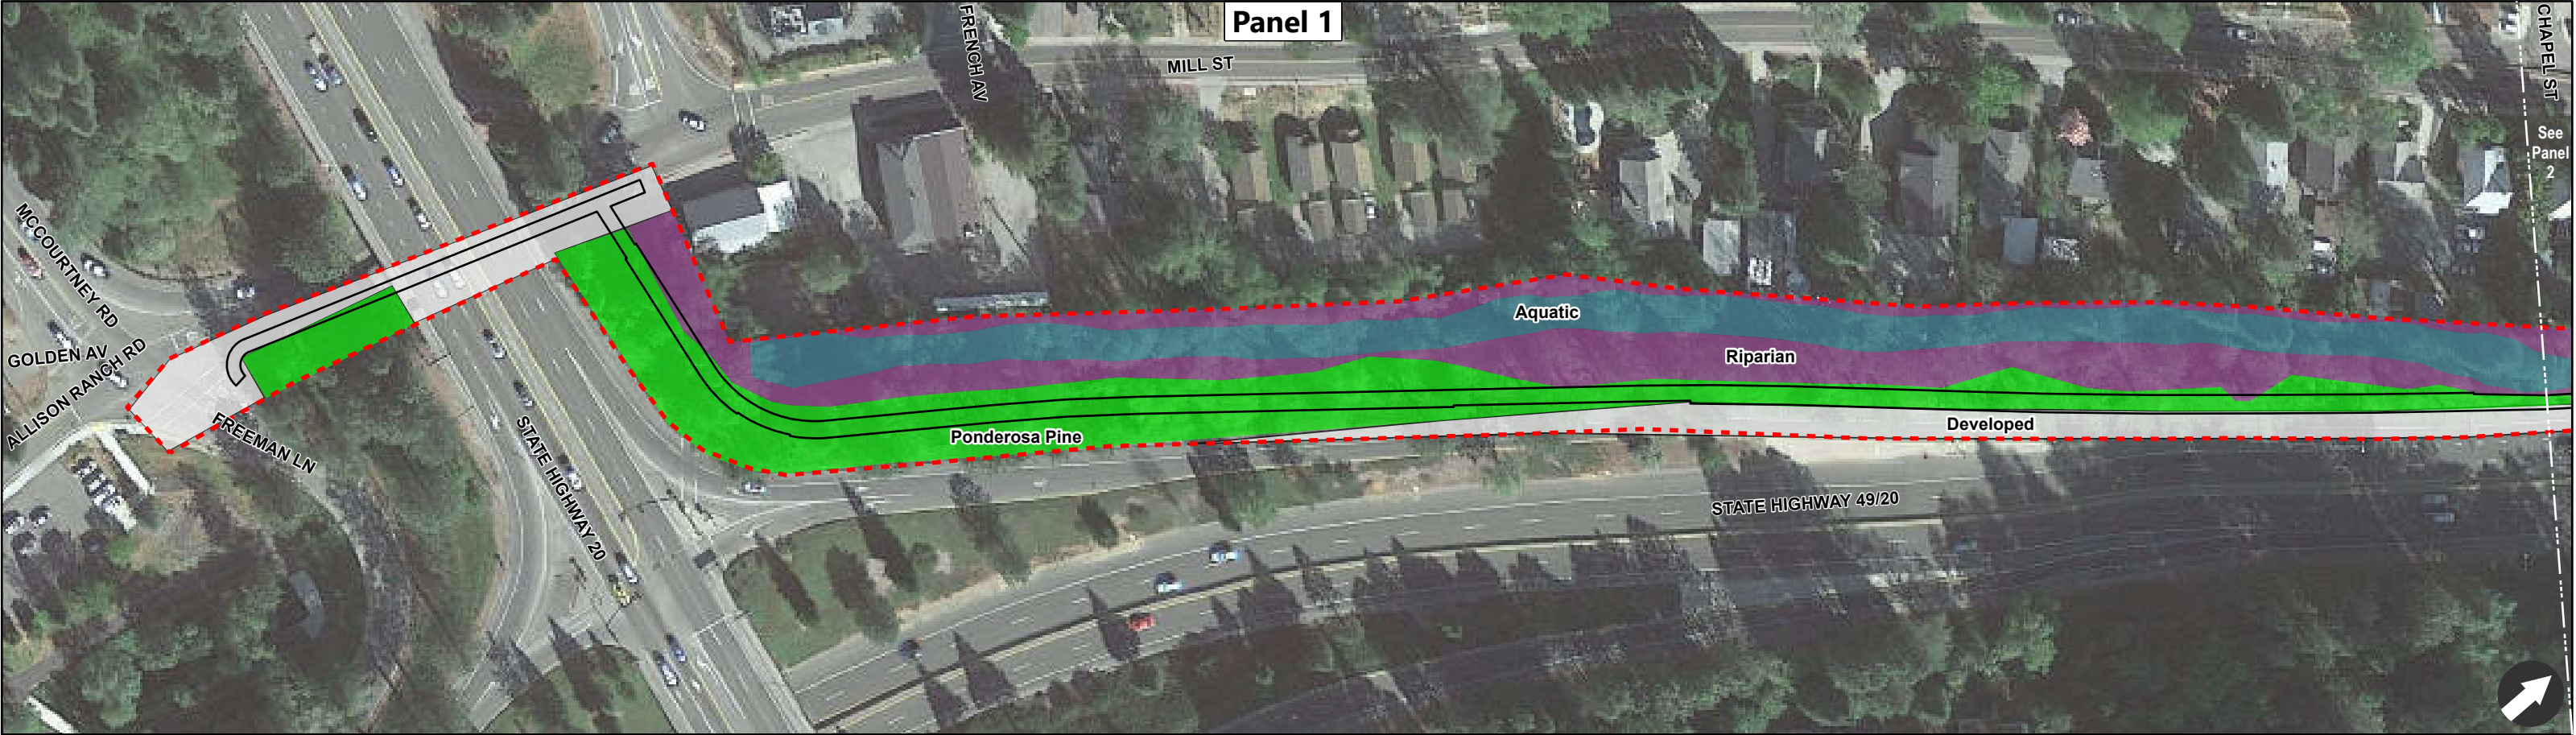 Panel 1
FRENCH AV
MILL ST
CHAPEL ST
See
Panel
2
MCCOURTNEY RD
GOLDEN AV
ALLISON RANCH RD
FREEMAN LN
STATE HIGHWAY 20
Aquatic
Riparian
Ponderosa Pine
Developed
STATE HIGHWAY 49/20